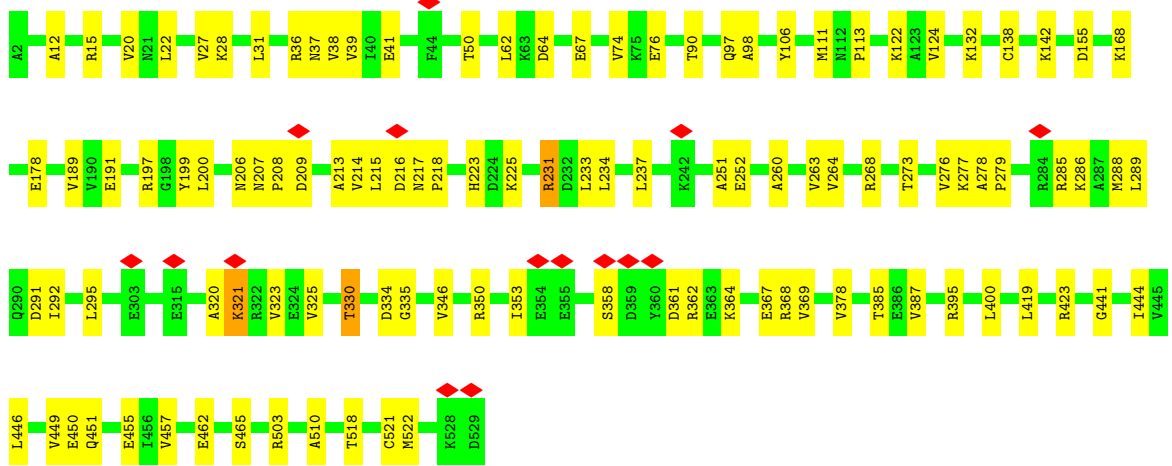 A2 A12 R15 V20 N21 L22 V27 K28 L31 R36 N37 V38 V39 I40 E41 F44 T50 L62 K63 D64 E67 V74 K75 E76 T90 Q97 A98 Y106 M111 N112 P113 K122 A123 V124 K132 C138 K142 D155 K168
E178 V189 V190 E191 R197 G198 Y199 L200 N206 N207 P208 D209 A213 V214 L215 D216 N217 P218 H223 D224 K225 R231 D232 L233 L234 L237 K242 A251 E252 A260 V263 V264 R268 T273 V276 K277 A278 P279 R284 R285 K286 A287 M288 L289
Q290 D291 I292 L295 E303 E315 A320 K321 R322 V323 E324 V325 T330 D334 G335 V346 R350 I353 E354 E355 S358 D359 Y360 D361 R362 E363 K364 E367 R368 V369 V378 T385 E386 V387 R395 L400 L419 R423 G441 I444 V445
L446 V449 E450 Q451 E455 I456 V457 E462 S465 R503 A510 T518 C521 M522 K528 D529